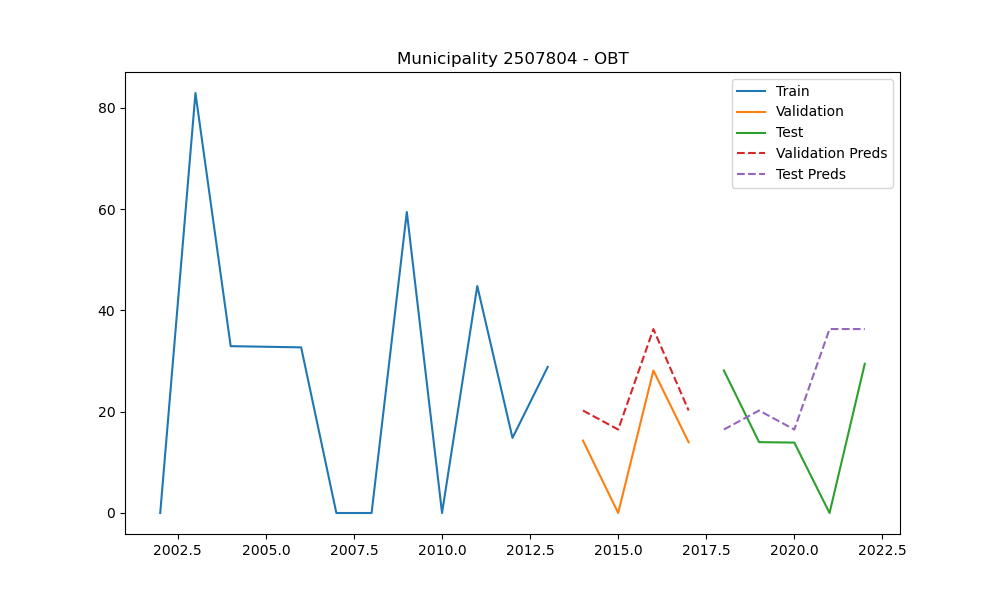 Municipality 2507804 - OBT
Train
Validation
Test
Validation Preds
Test Preds
80
60
40
20
0
2002.5 2005.0 2007.5 2010.0 2012.5 2015.0 2017.5 2020.0 2022.5